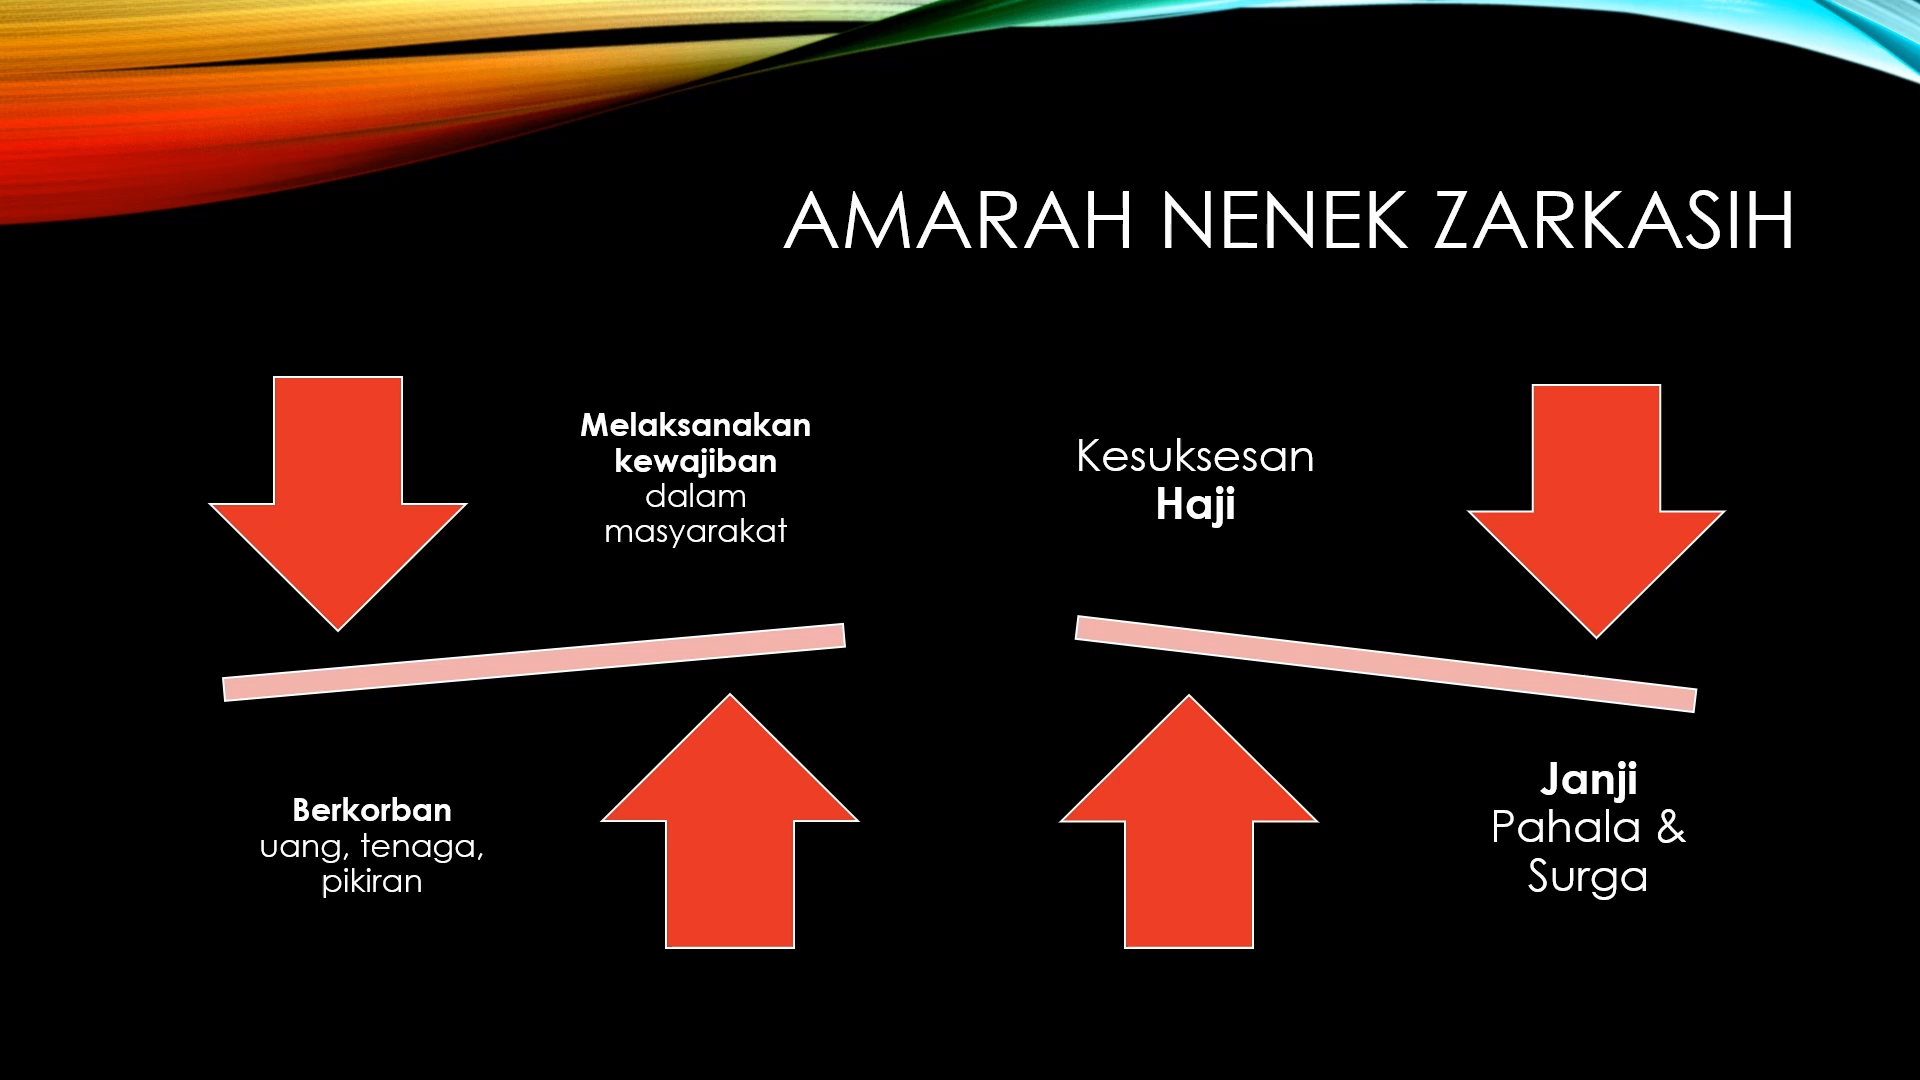 AMARAH NENEK ZARKASIH
Melaksanakan
kewajiban
dalam
masyarakat
Berkorban
uang, tenaga,
pikiran
Kesuksesan
Haji
Janji
Pahala &
Surga